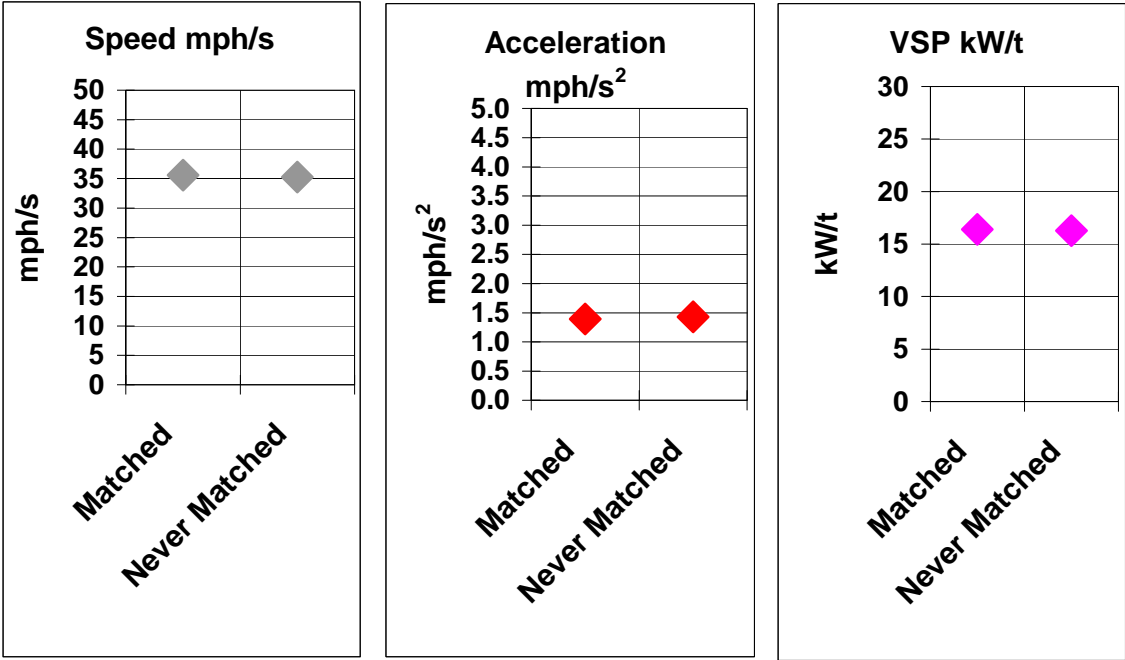 Speed mph/s
50
45
40
35
30
25
20
15
10
5
0
mph/s
Matched
Never Matched
Acceleration
mph/s²
5.0
4.5
4.0
3.5
3.0
2.5
2.0
1.5
1.0
0.5
0.0
mph/s²
Matched
Never Matched
VSP kW/t
30
25
20
15
10
5
0
kW/t
Matched
Never Matched